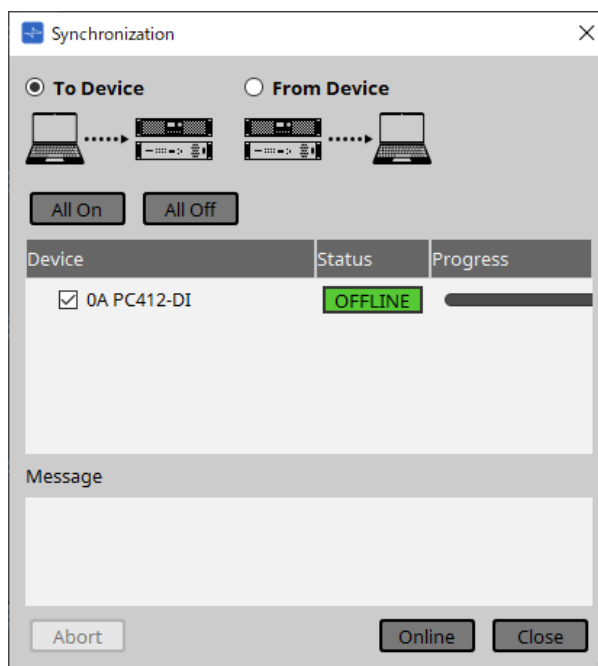 Synchronization
To Device From Device
All On All Off
Device Status Progress
0A PC412-DI OFFLINE
Message
Abort Online Close